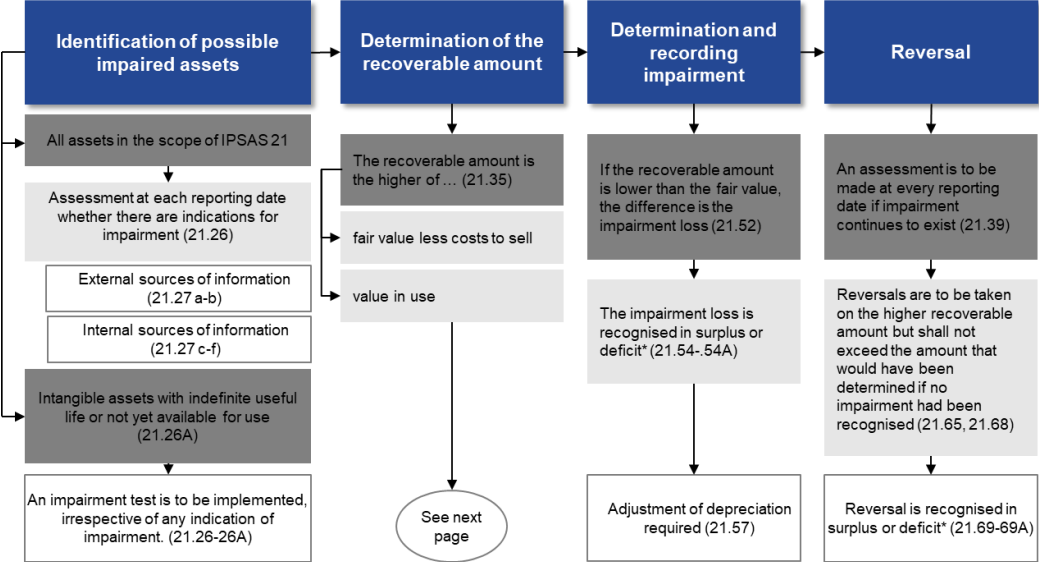 Identification of possible
impaired assets
All assets in the scope of IPSAS 21
Assessment at each reporting date
whether there are indications for
impairment (21.26)
External sources of information
(21.27 a-b)
Internal sources of information
(21.27 c-f)
Intangible assets with indefinite useful
life or not yet available for use
(21.26A)
An impairment test is to be implemented,
irrespective of any indication of
impairment. (21.26-26A)
Determination of the
recoverable amount
The recoverable amount is
the higher of … (21.35)
fair value less costs to sell
value in use
See next
page
Determination and
recording
impairment
If the recoverable amount
is lower than the fair value,
the difference is the
impairment loss (21.52)
The impairment loss is
recognised in surplus or
deficit* (21.54-.54A)
Adjustment of depreciation
required (21.57)
Reversal
An assessment is to be
made at every reporting
date if impairment
continues to exist (21.39)
Reversals are to be taken
on the higher recoverable
amount but shall not
exceed the amount that
would have been
determined if no
impairment had been
recognised (21.65, 21.68)
Reversal is recognised in
surplus or deficit* (21.69-69A)